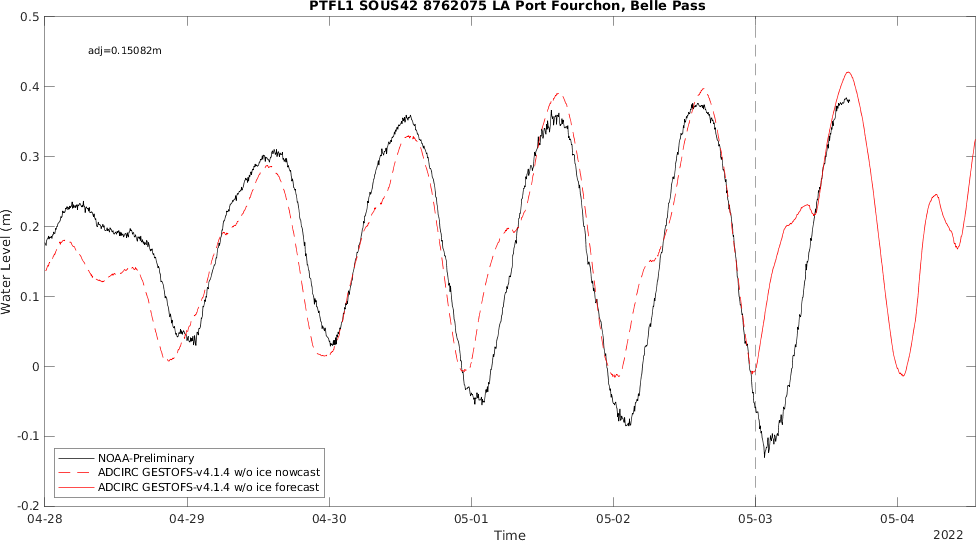 PTFL1 SOUS42 8762075 LA Port Fourchon, Belle Pass
0.5
adj=0.15082m
0.4
0.3
0.2
Water Level (m)
0.1
0
-0.1
NOAA-Preliminary
ADCIRC GESTOFS-v4.1.4 w/o ice nowcast
ADCIRC GESTOFS-v4.1.4 w/o ice forecast
-0.2
04-28 04-29 04-30 05-01 05-02 05-03 05-04
Time
2022